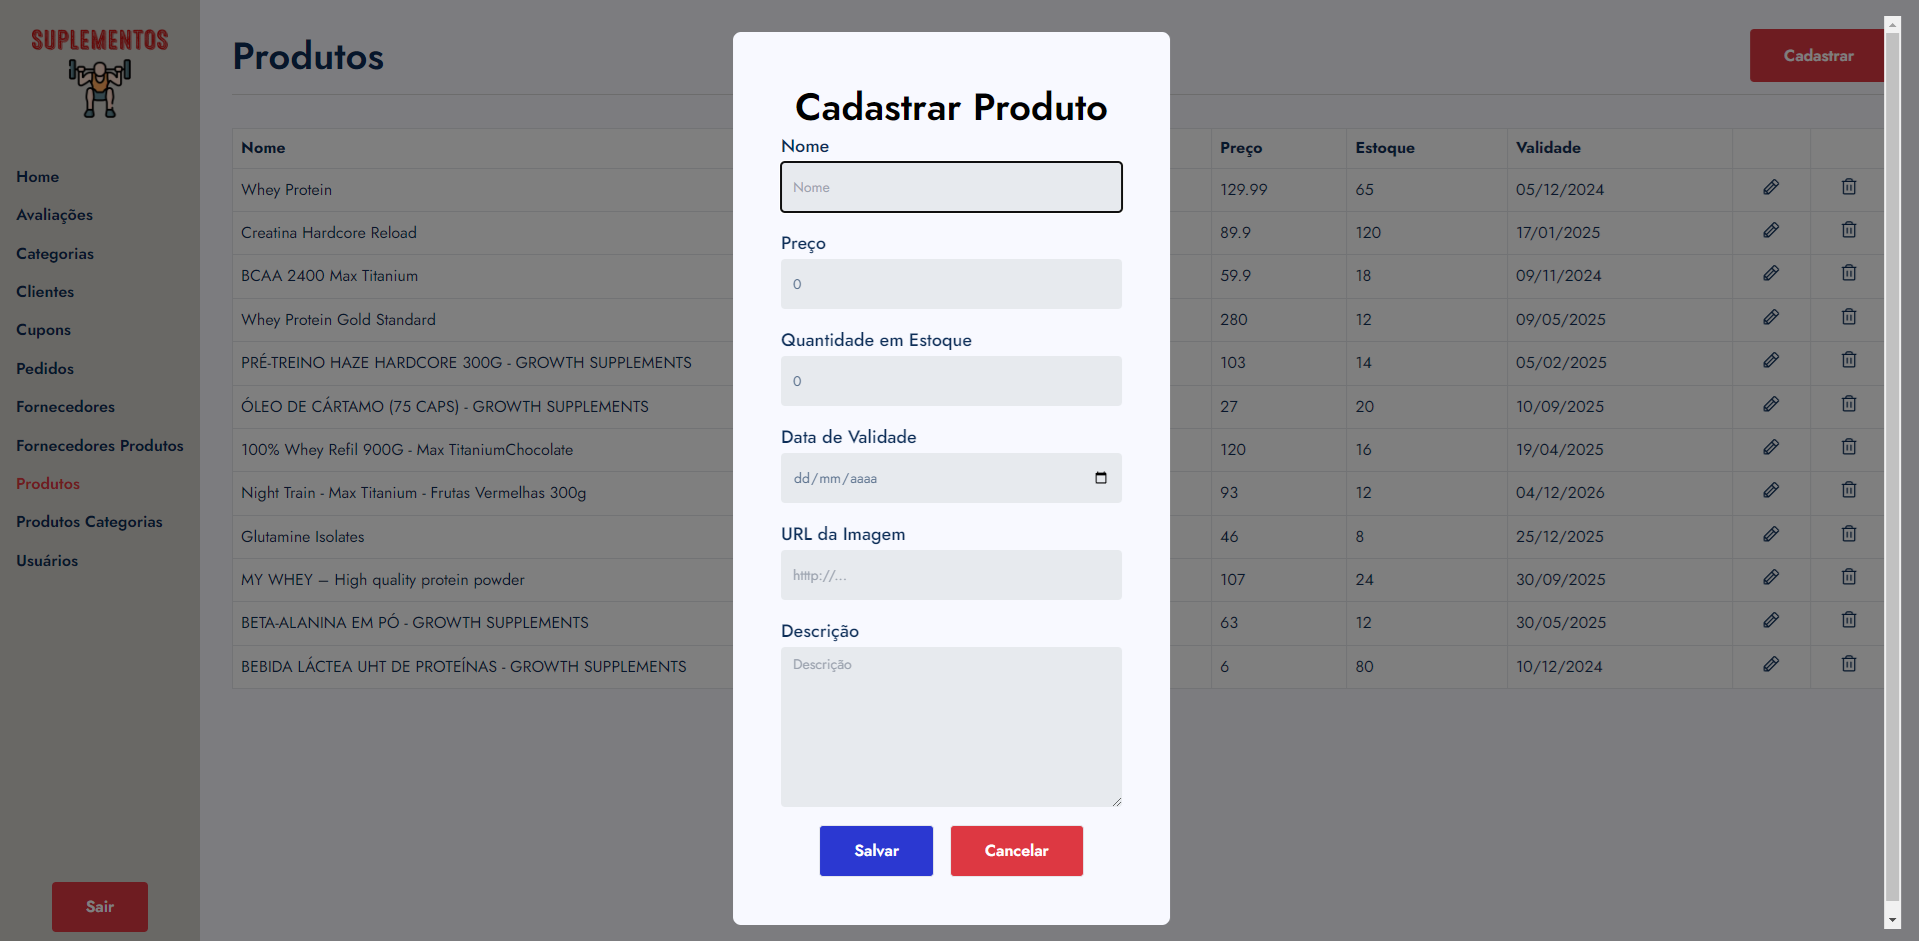 SUPLEMENTOS
Home
Avaliações
Categorias
Clientes
Cupons
Pedidos
Fornecedores
Fornecedores Produtos
Produtos
Produtos Categorias
Usuários
Sair
Produtos
Cadastrar
Nome Preço Estoque Validade
Whey Protein 129.99 65 05/12/2024
Creatina Hardcore Reload 89.9 120 17/01/2025
BCAA 2400 Max Titanium 59.9 18 09/11/2024
Whey Protein Gold Standard 280 12 09/05/2025
PRÉ-TREINO HAZE HARDCORE 300G - GROWTH SUPPLEMENTS 103 14 05/02/2025
ÓLEO DE CÁRTAMO (75 CAPS) - GROWTH SUPPLEMENTS 27 20 10/09/2025
100% Whey Refil 900G - Max TitaniumChocolate 120 16 19/04/2025
Night Train - Max Titanium - Frutas Vermelhas 300g 93 12 04/12/2026
Glutamine Isolates 46 8 25/12/2025
MY WHEY – High quality protein powder 107 24 30/09/2025
BETA-ALANINA EM PÓ - GROWTH SUPPLEMENTS 63 12 30/05/2025
BEBIDA LÁCTEA UHT DE PROTEÍNAS - GROWTH SUPPLEMENTS 6 80 10/12/2024
Cadastrar Produto
Nome
Nome
Preço
0
Quantidade em Estoque
0
Data de Validade
dd/mm/aaaa
URL da Imagem
htttp://...
Descrição
Descrição
Salvar Cancelar